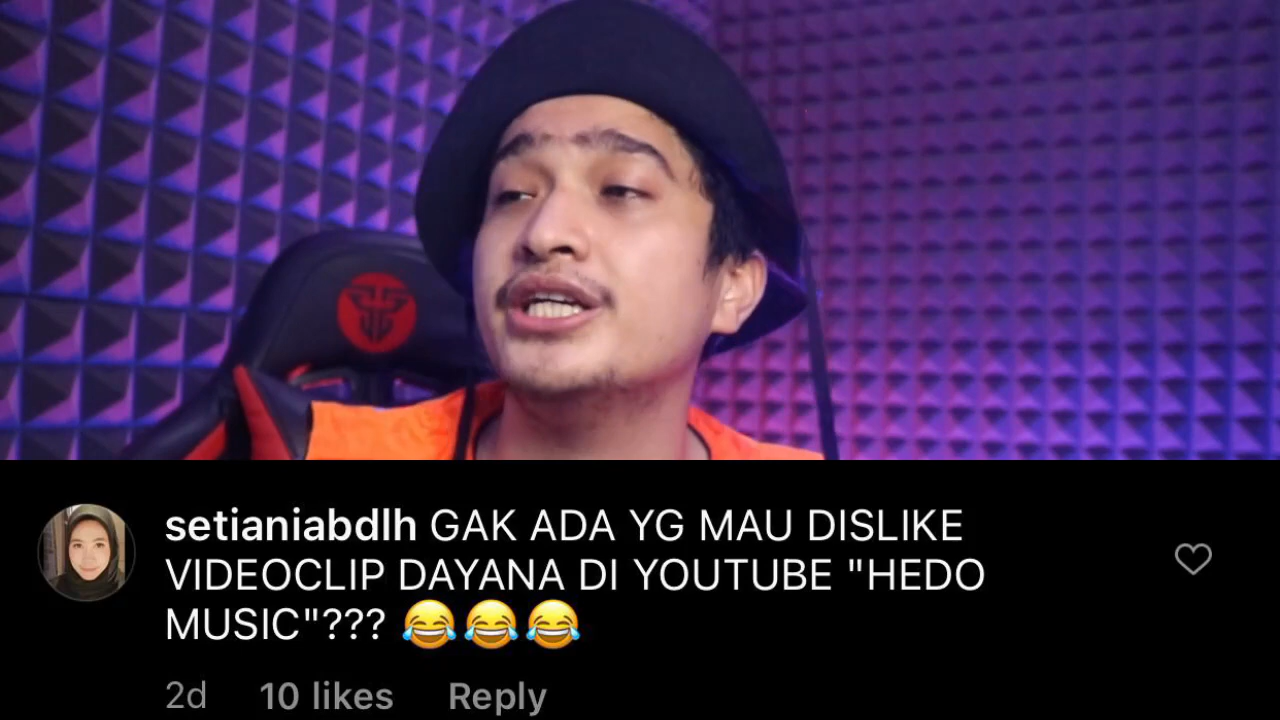 setianiabdlh GAK ADA YG MAU DISLIKE
VIDEOCLIP DAYANA DI YOUTUBE "HEDO
MUSIC"??? 😂😂😂
2d 10 likes Reply